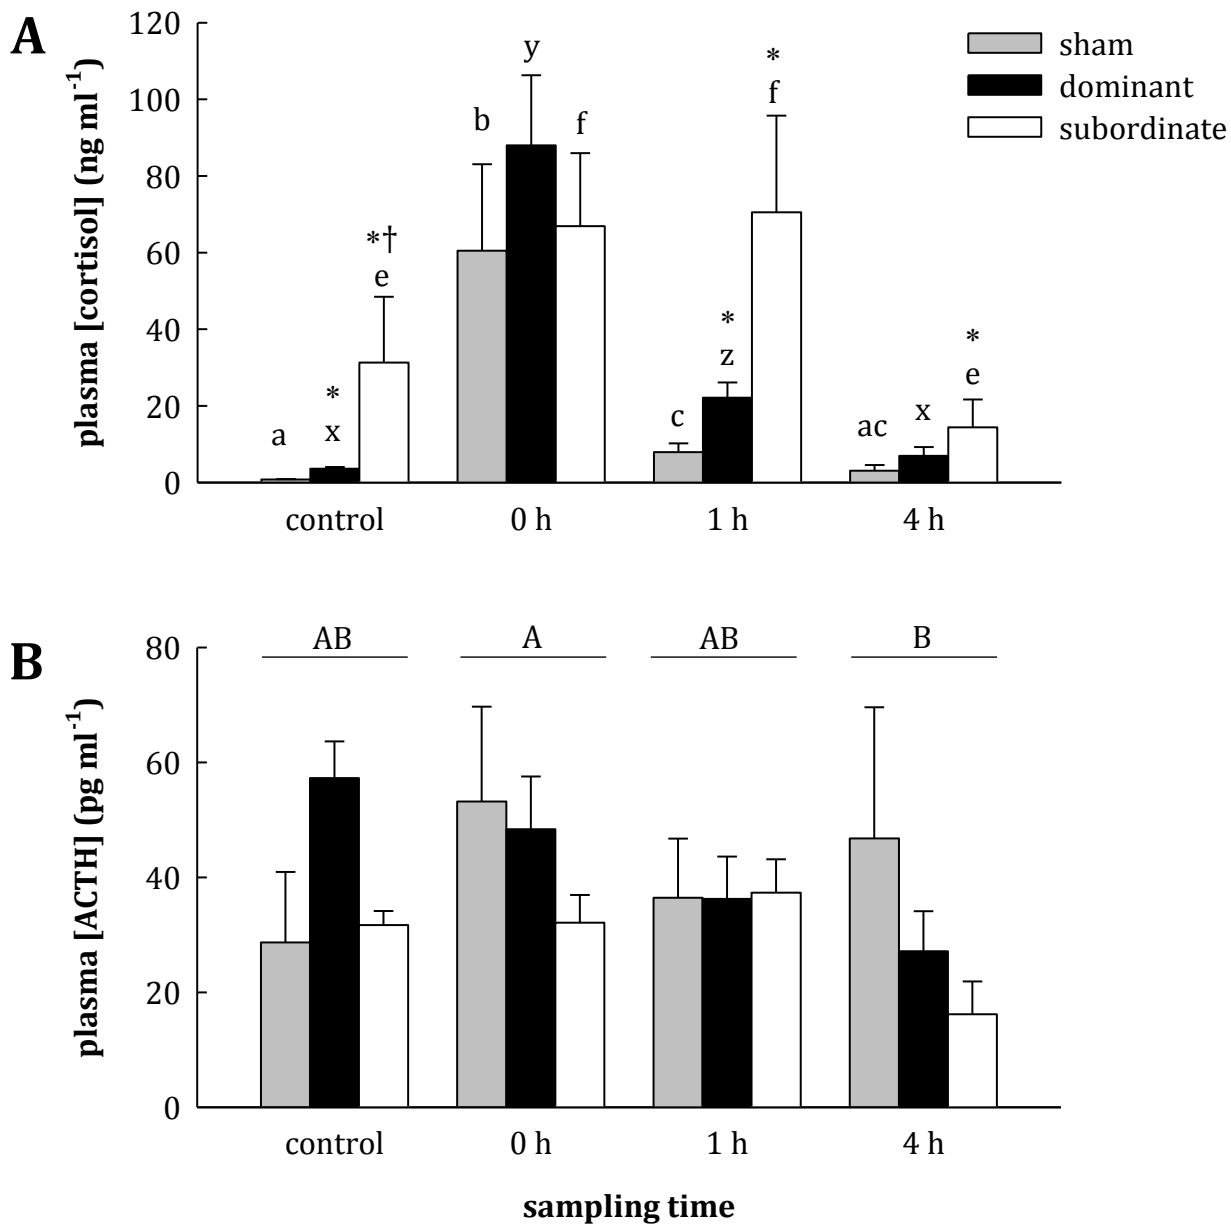 A
plasma [cortisol] (ng ml⁻¹)
120
100
80
60
40
20
0
sham
dominant
subordinate
a
*
x
*†
e
b
y
f
c
*
z
*
f
ac
x
*
e
control 0 h 1 h 4 h
B
plasma [ACTH] (pg ml⁻¹)
80
60
40
20
0
AB A AB B
control 0 h 1 h 4 h
sampling time